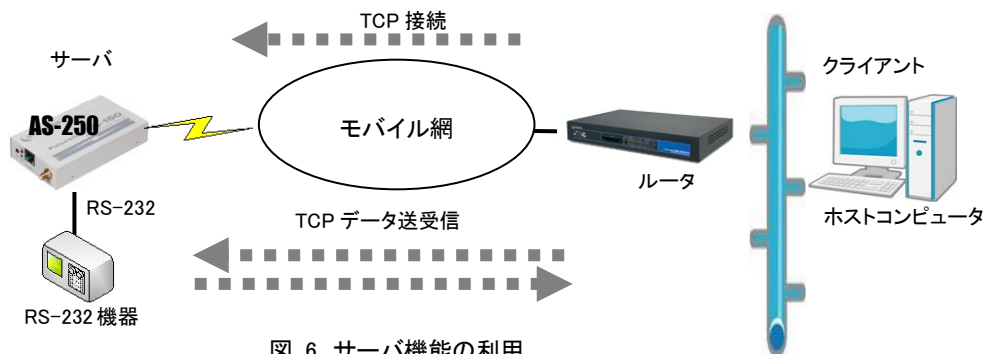 TCP 接続
サーバ
クライアント
AS-250
モバイル網
ルータ
ホストコンピュータ
RS-232
TCP データ送受信
RS-232 機器
図 6 サーバ機能の利用